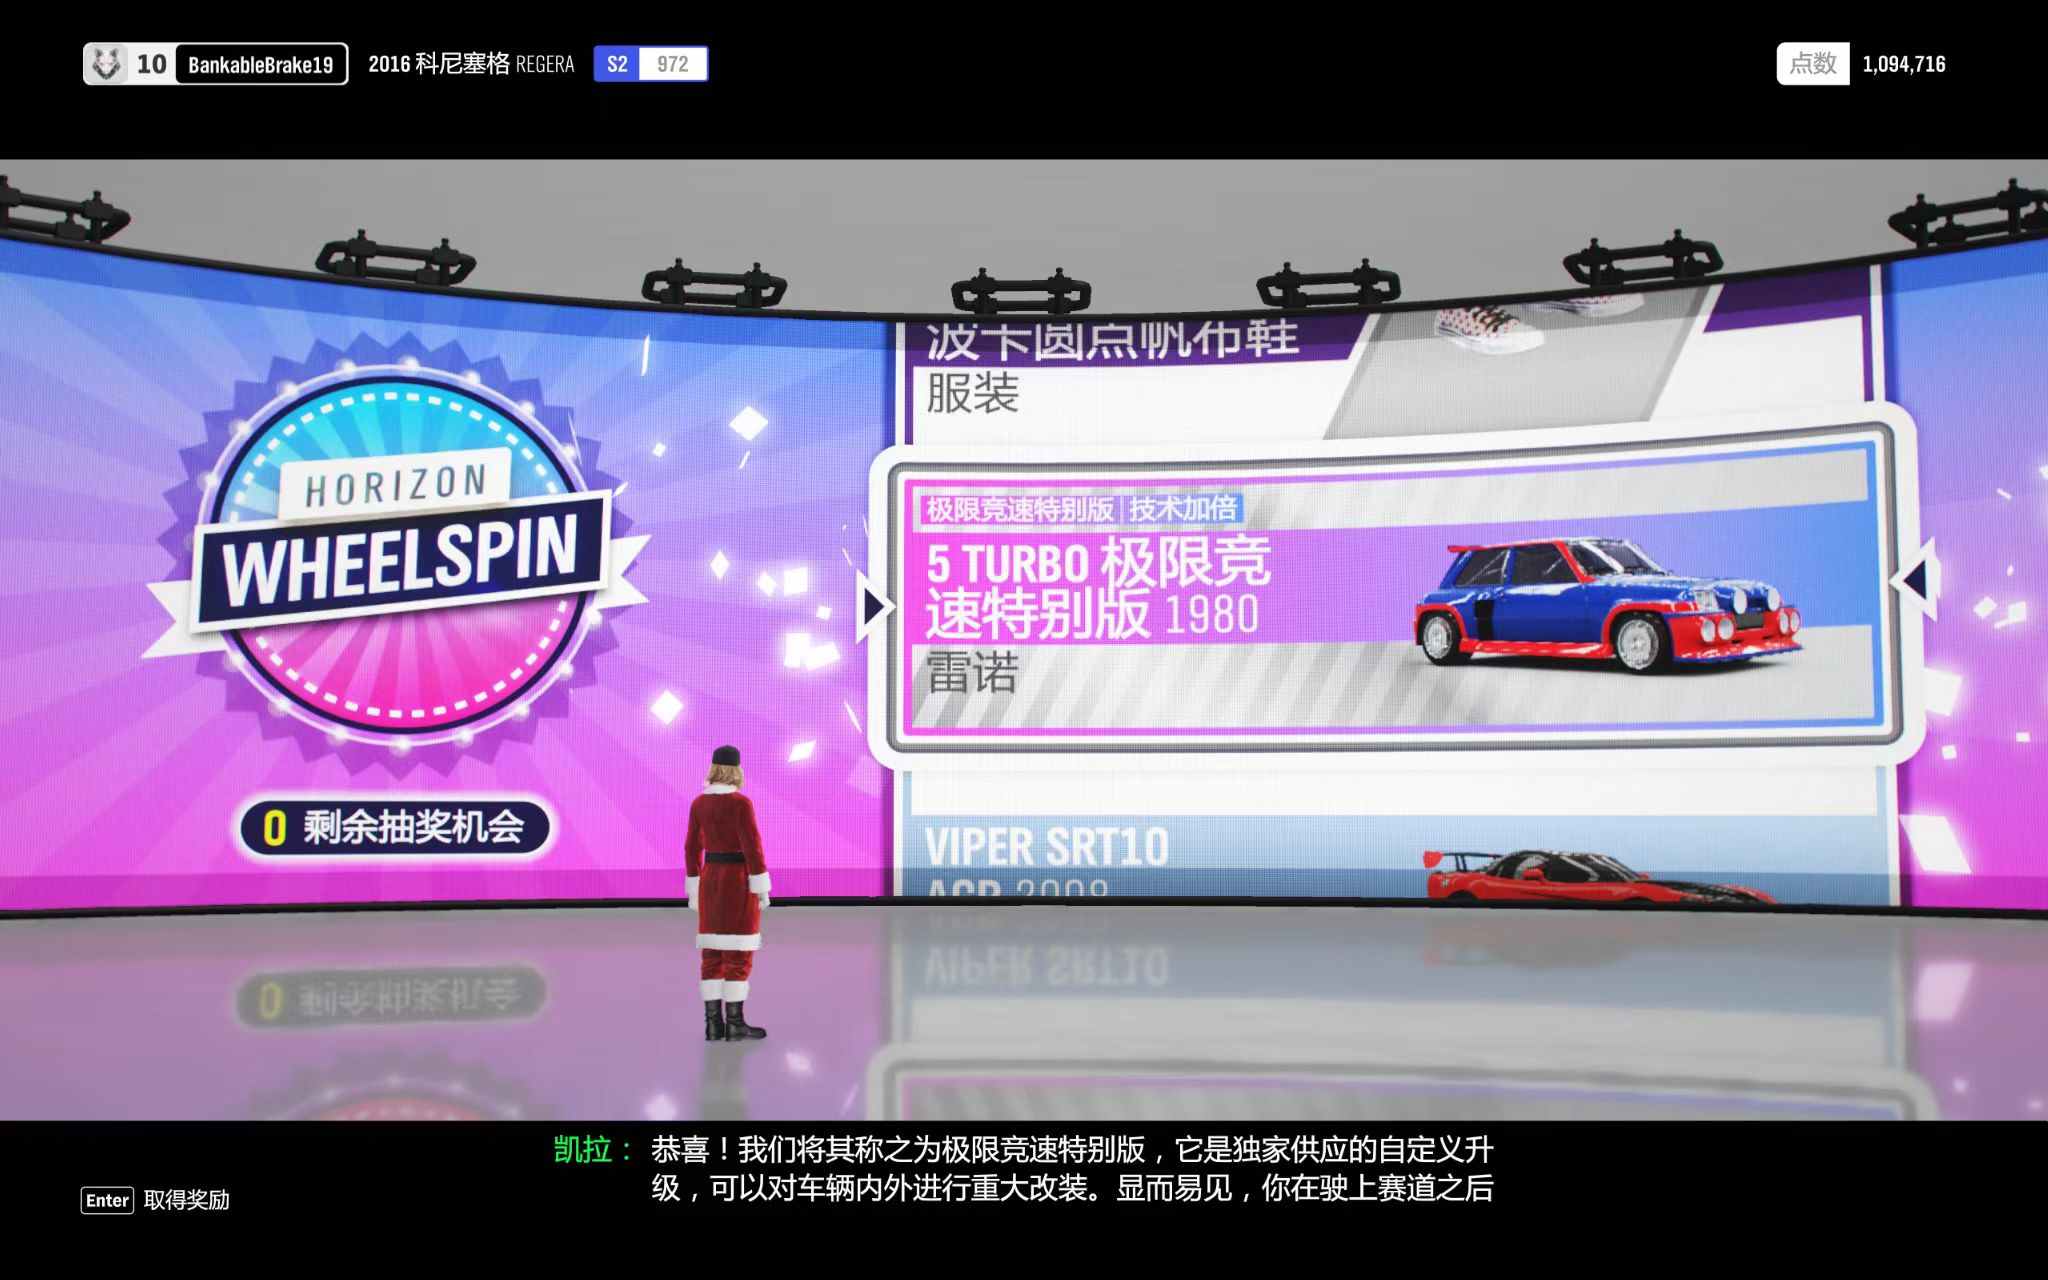 10 BankableBrake19 2016 科尼塞格 REGERA S2 972
点数 1,094,716
HORIZON
WHEELSPIN
0 剩余抽奖机会
波卡圆点帆布鞋
服装
极限竞速特别版 | 技术加倍
5 TURBO 极限竞
速特别版 1980
雷诺
VIPER SRT10
ACR 2008
凯拉： 恭喜！我们将其称之为极限竞速特别版，它是独家供应的自定义升
级，可以对车辆内外进行重大改装。显而易见，你在驶上赛道之后
Enter 取得奖励